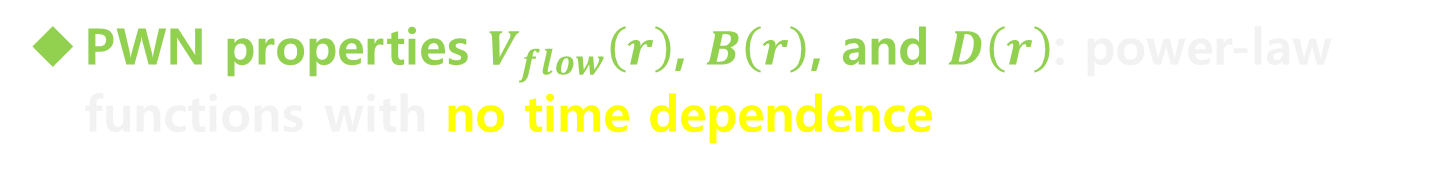 ◆ PWN properties V_flow(r), B(r), and D(r): power-law
functions with no time dependence